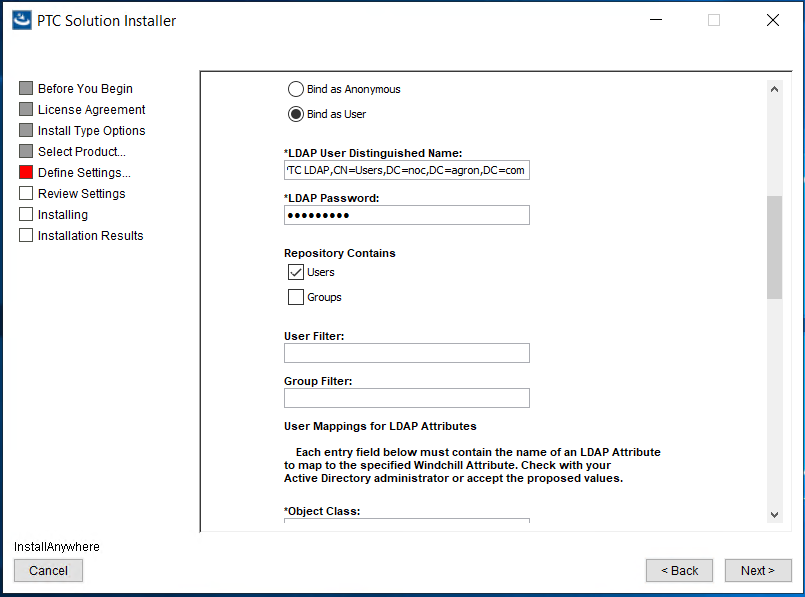 PTC Solution Installer
Before You Begin
License Agreement
Install Type Options
Select Product...
Define Settings...
Review Settings
Installing
Installation Results
Bind as Anonymous
Bind as User
*LDAP User Distinguished Name:
TC LDAP,CN=Users,DC=noc,DC=agron,DC=com
*LDAP Password:
•••••••••
Repository Contains
Users
Groups
User Filter:
Group Filter:
User Mappings for LDAP Attributes
Each entry field below must contain the name of an LDAP Attribute
to map to the specified Windchill Attribute. Check with your
Active Directory administrator or accept the proposed values.
*Object Class:
InstallAnywhere
Cancel
< Back
Next >